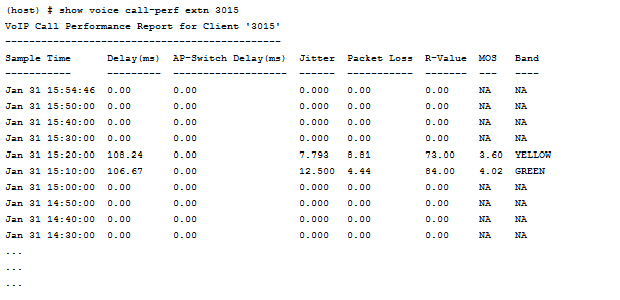 (host) # show voice call-perf extn 3015
VoIP Call Performance Report for Client '3015'
----------------------------------------------
Sample Time      Delay(ms)  AP-Switch Delay(ms)  Jitter  Packet Loss  R-Value  MOS   Band
-----------      ---------  -------------------  ------  -----------  -------  ---   ----
Jan 31 15:54:46  0.00       0.00                 0.000   0.00         0.00     NA    NA
Jan 31 15:50:00  0.00       0.00                 0.000   0.00         0.00     NA    NA
Jan 31 15:40:00  0.00       0.00                 0.000   0.00         0.00     NA    NA
Jan 31 15:30:00  0.00       0.00                 0.000   0.00         0.00     NA    NA
Jan 31 15:20:00  108.24     0.00                 7.793   8.81         73.00    3.60  YELLOW
Jan 31 15:10:00  106.67     0.00                 12.500  4.44         84.00    4.02  GREEN
Jan 31 15:00:00  0.00       0.00                 0.000   0.00         0.00     NA    NA
Jan 31 14:50:00  0.00       0.00                 0.000   0.00         0.00     NA    NA
Jan 31 14:40:00  0.00       0.00                 0.000   0.00         0.00     NA    NA
Jan 31 14:30:00  0.00       0.00                 0.000   0.00         0.00     NA    NA
...
...
...